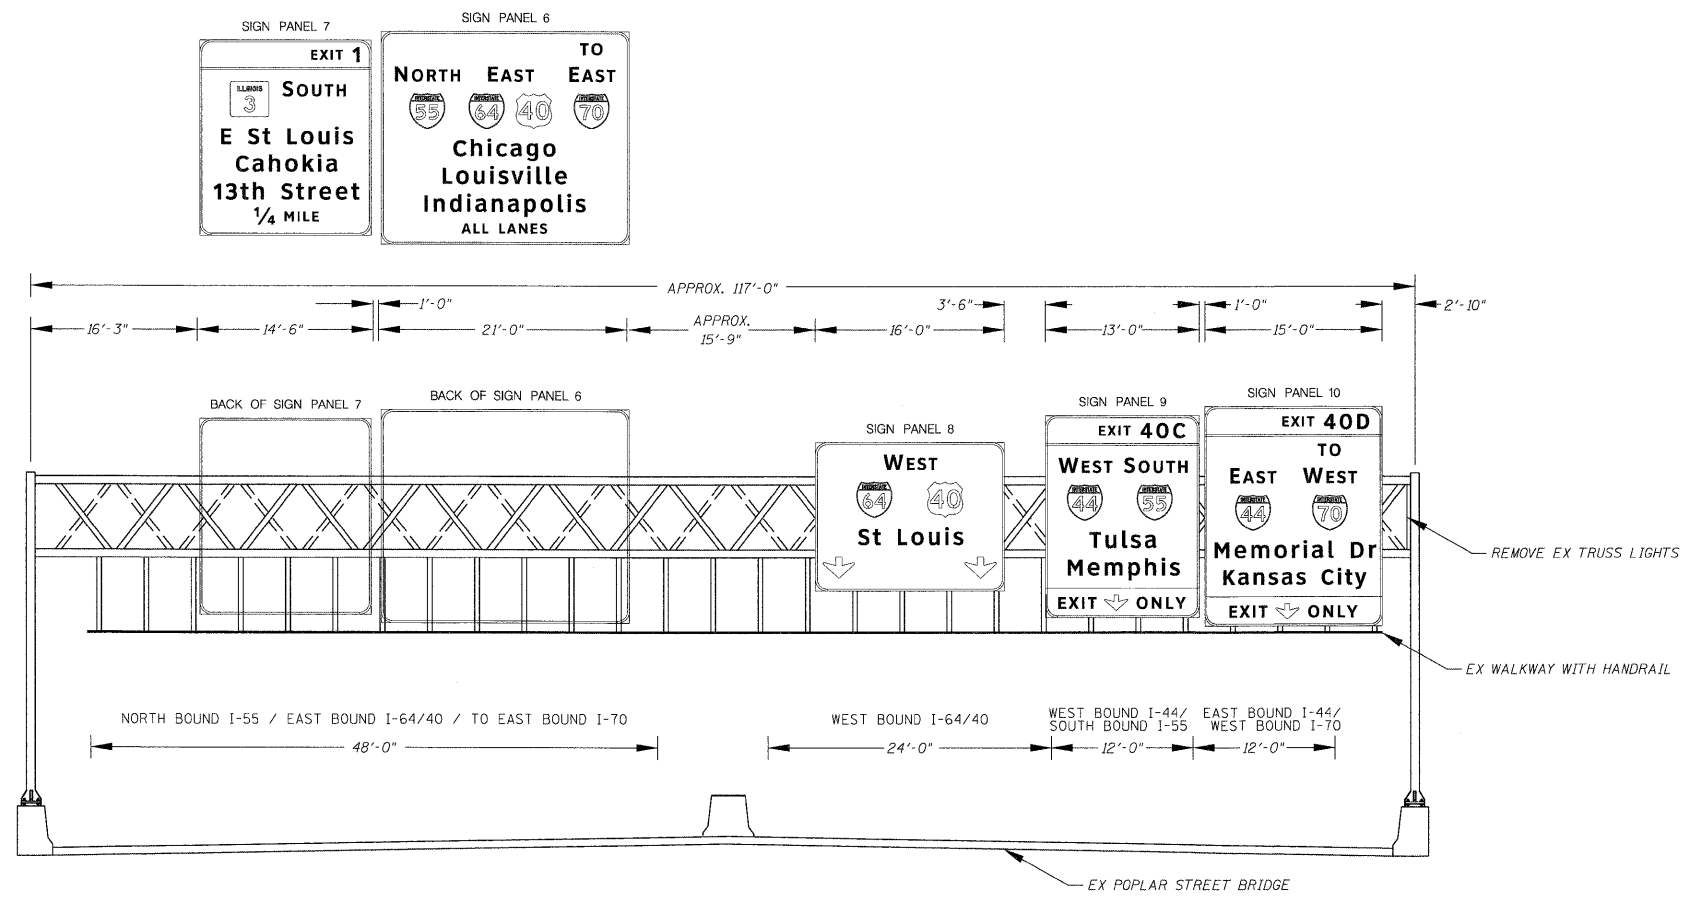 SIGN PANEL 7
EXIT 1
ILLINOIS
3
SOUTH
E St Louis
Cahokia
13th Street
1/4 MILE
SIGN PANEL 6
TO
NORTH EAST EAST
INTERSTATE 55 INTERSTATE 64 40 INTERSTATE 70
Chicago
Louisville
Indianapolis
ALL LANES
APPROX. 117'-0"
1'-0" 3'-6" 1'-0" 2'-10"
16'-3" 14'-6" 21'-0" APPROX.
15'-9" 16'-0" 13'-0" 15'-0"
BACK OF SIGN PANEL 7
BACK OF SIGN PANEL 6
SIGN PANEL 8
WEST
INTERSTATE 64 40
St Louis
SIGN PANEL 9
EXIT 40C
WEST SOUTH
INTERSTATE 44 INTERSTATE 55
Tulsa
Memphis
EXIT ONLY
SIGN PANEL 10
EXIT 40D
TO
EAST WEST
INTERSTATE 44 INTERSTATE 70
Memorial Dr
Kansas City
EXIT ONLY
REMOVE EX TRUSS LIGHTS
EX WALKWAY WITH HANDRAIL
NORTH BOUND I-55 / EAST BOUND I-64/40 / TO EAST BOUND I-70
48'-0"
WEST BOUND I-64/40
24'-0"
WEST BOUND I-44/
SOUTH BOUND I-55
12'-0"
EAST BOUND I-44/
WEST BOUND I-70
12'-0"
EX POPLAR STREET BRIDGE